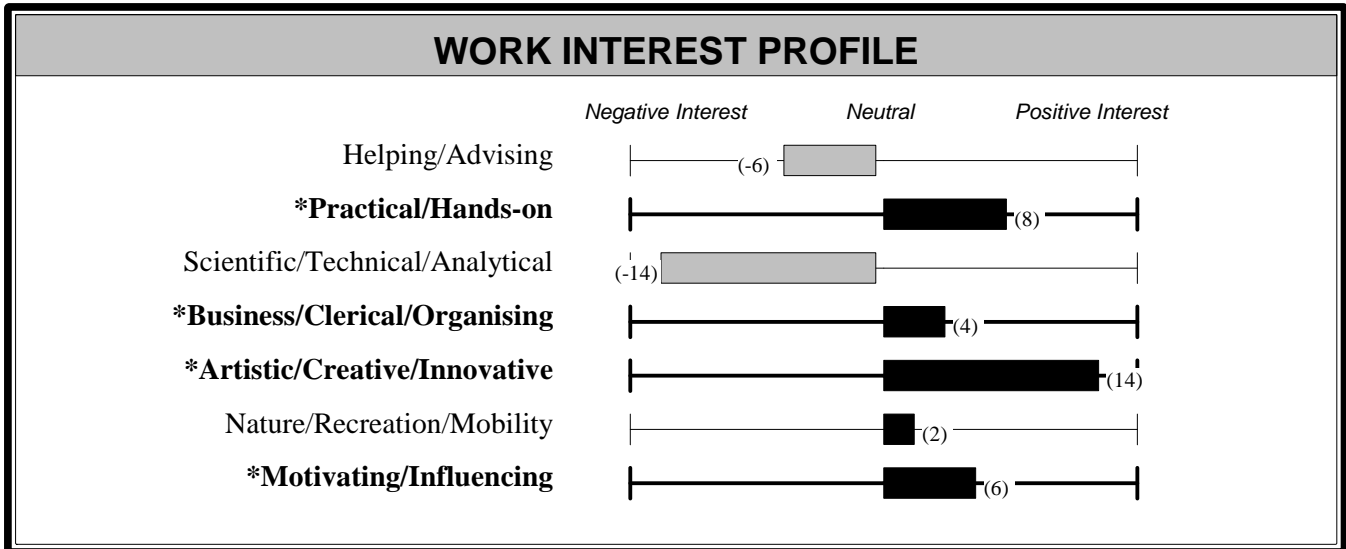 WORK INTEREST PROFILE
Negative Interest Neutral Positive Interest
Helping/Advising (-6)
*Practical/Hands-on (8)
Scientific/Technical/Analytical (-14)
*Business/Clerical/Organising (4)
*Artistic/Creative/Innovative (14)
Nature/Recreation/Mobility (2)
*Motivating/Influencing (6)